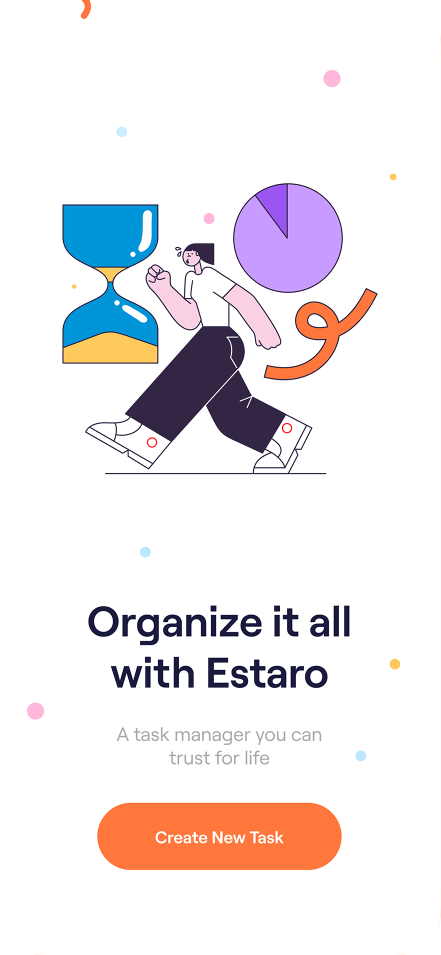 Organize it all
with Estaro
A task manager you can
trust for life
Create New Task